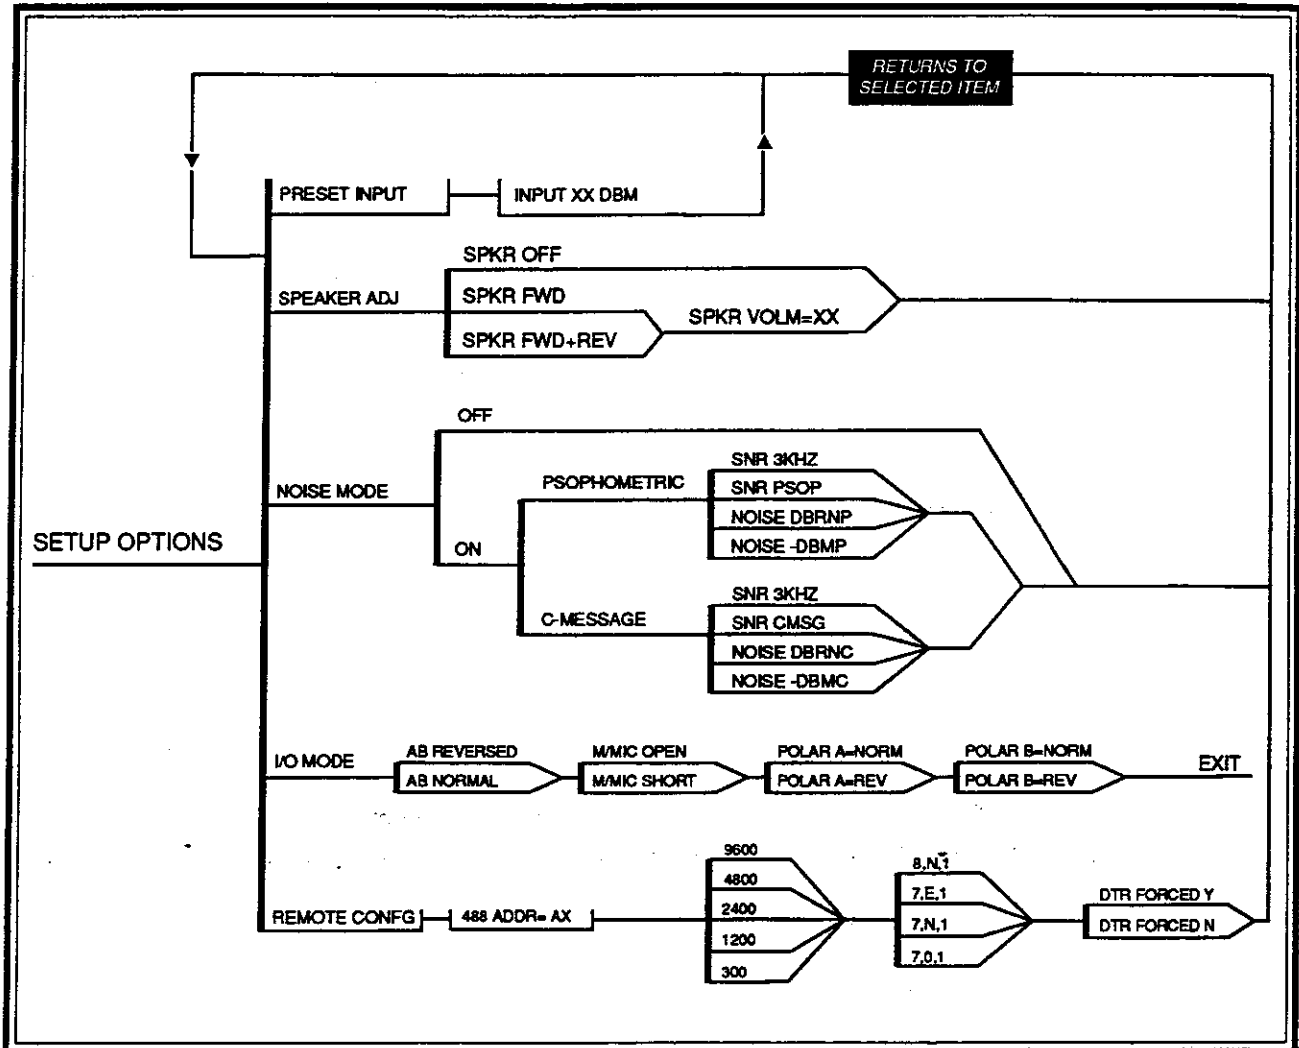 RETURNS TO
SELECTED ITEM
PRESET INPUT
INPUT XX DBM
SPKR OFF
SPEAKER ADJ
SPKR FWD
SPKR VOLM=XX
SPKR FWD+REV
OFF
NOISE MODE
PSOPHOMETRIC
SNR 3KHZ
SNR PSOP
NOISE DBRNP
NOISE -DBMP
SETUP OPTIONS
ON
C-MESSAGE
SNR 3KHZ
SNR CMSG
NOISE DBRNC
NOISE -DBMC
I/O MODE
AB REVERSED
AB NORMAL
M/MIC OPEN
M/MIC SHORT
POLAR A=NORM
POLAR A=REV
POLAR B=NORM
POLAR B=REV
EXIT
REMOTE CONFG
488 ADDR= AX
9600
4800
2400
1200
300
8,N,1
7,E,1
7,N,1
7,0,1
DTR FORCED Y
DTR FORCED N